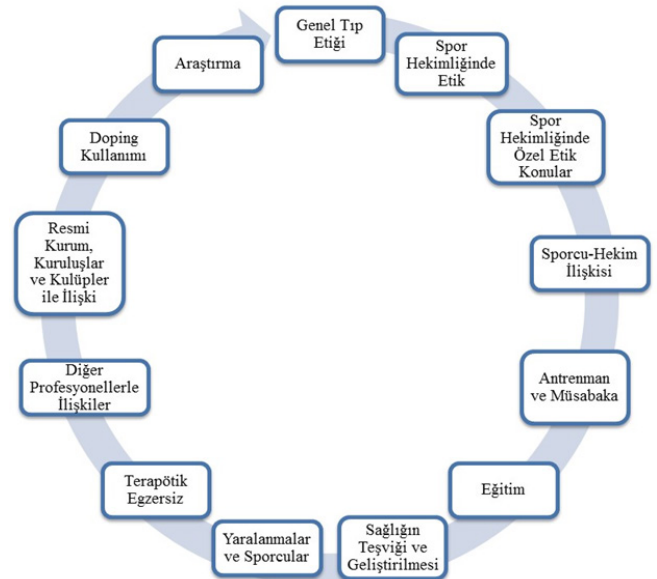 Genel Tıp
Etiği
Spor
Hekimliğinde
Etik
Spor
Hekimliğinde
Özel Etik
Konular
Sporcu-Hekim
İlişkisi
Antrenman
ve Müsabaka
Eğitim
Sağlığın
Teşviği ve
Geliştirilmesi
Yaralanmalar
ve Sporcular
Terapötik
Egzersiz
Diğer
Profesyonellerle
İlişkiler
Resmi
Kurum,
Kuruluşlar
ve Kulüpler
ile İlişki
Doping
Kullanımı
Araştırma